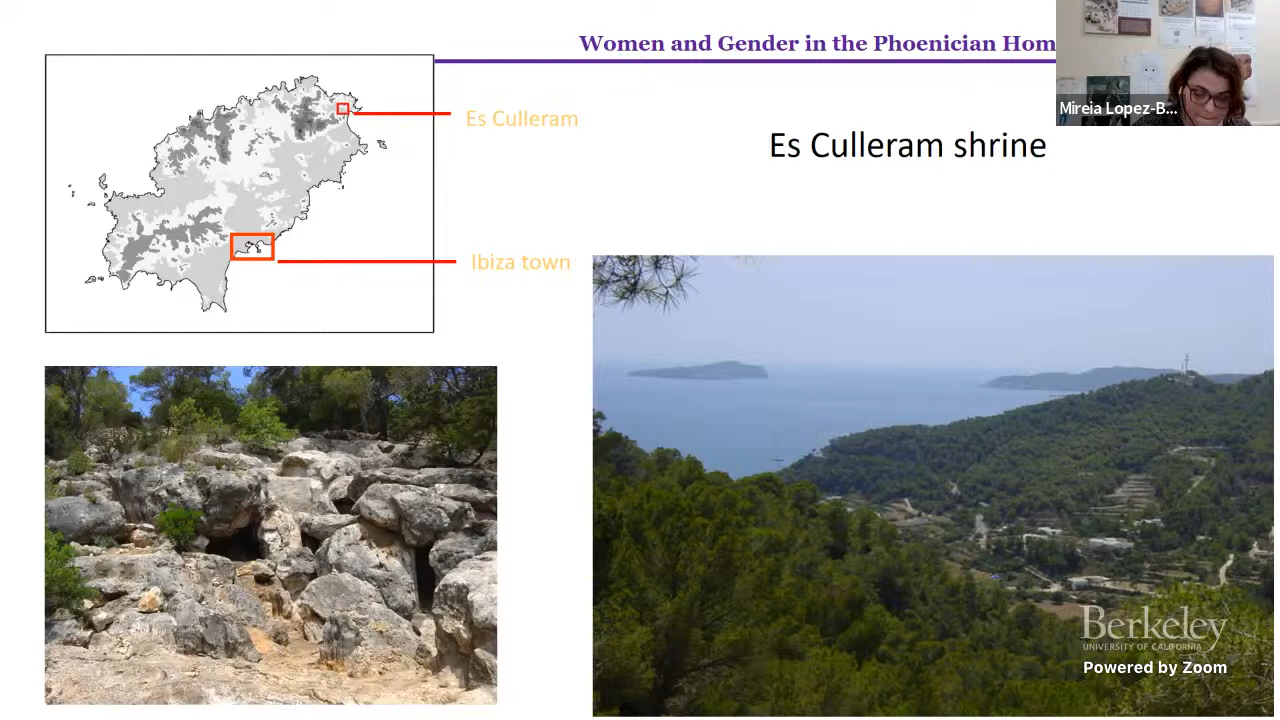 Women and Gender in the Phoenician Hom
Mireia Lopez-B...
Es Culleram
Es Culleram shrine
Ibiza town
Berkeley
UNIVERSITY OF CALIFORNIA
Powered by Zoom